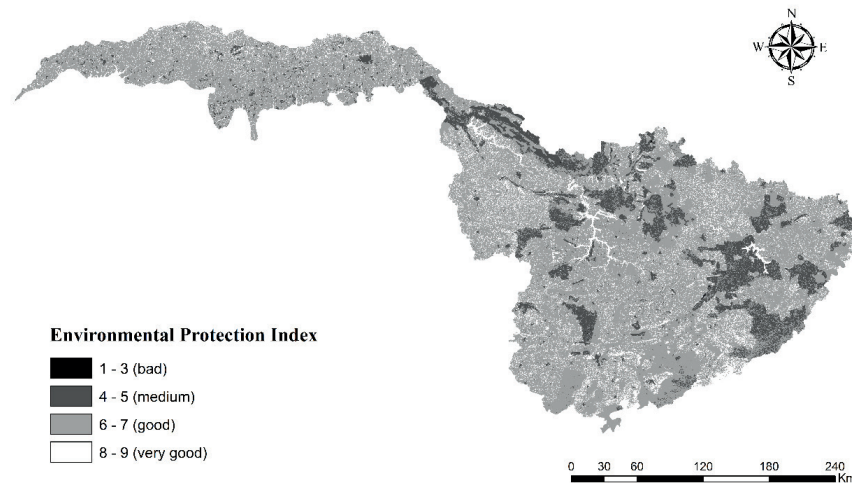 N
W E
S
Environmental Protection Index
1 - 3 (bad)
4 - 5 (medium)
6 - 7 (good)
8 - 9 (very good)
0 30 60 120 180 240
Km